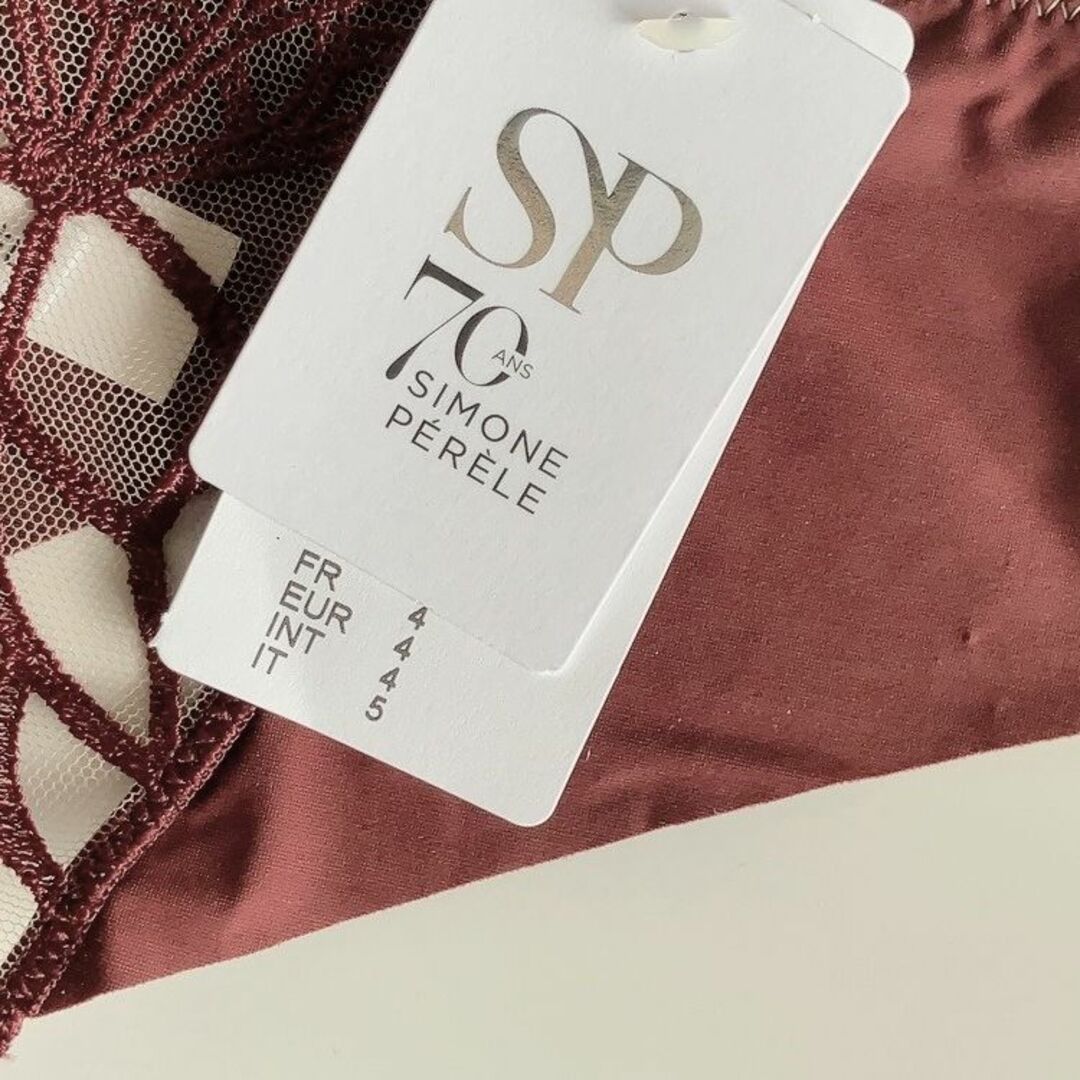 SP
70 ANS
SIMONE
PÉRÈLE
FR 4
EUR 4
INT 4
IT 5